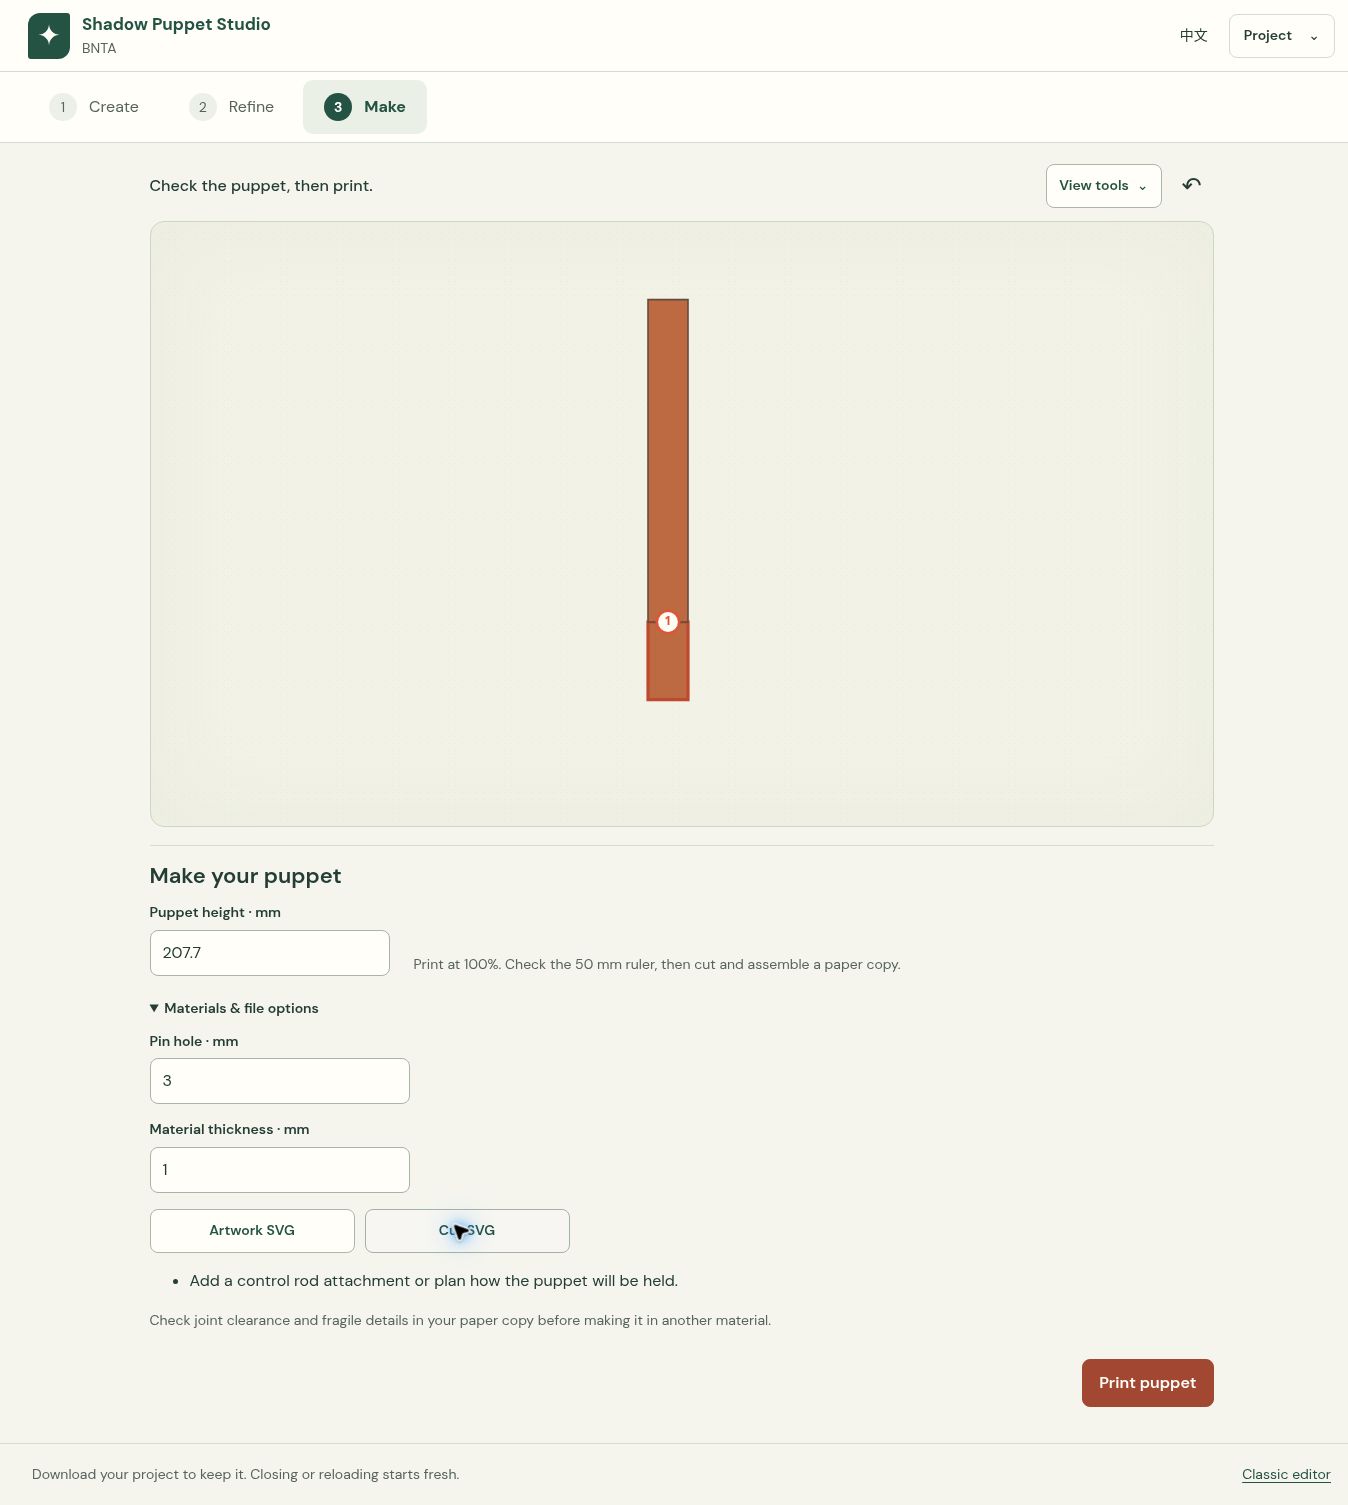 Shadow Puppet Studio
BNTA
中文
Project
1 Create
2 Refine
3 Make
Check the puppet, then print.
View tools
1
Make your puppet
Puppet height · mm
207.7
Print at 100%. Check the 50 mm ruler, then cut and assemble a paper copy.
Materials & file options
Pin hole · mm
3
Material thickness · mm
1
Artwork SVG
SVG
Add a control rod attachment or plan how the puppet will be held.
Check joint clearance and fragile details in your paper copy before making it in another material.
Print puppet
Download your project to keep it. Closing or reloading starts fresh.
Classic editor